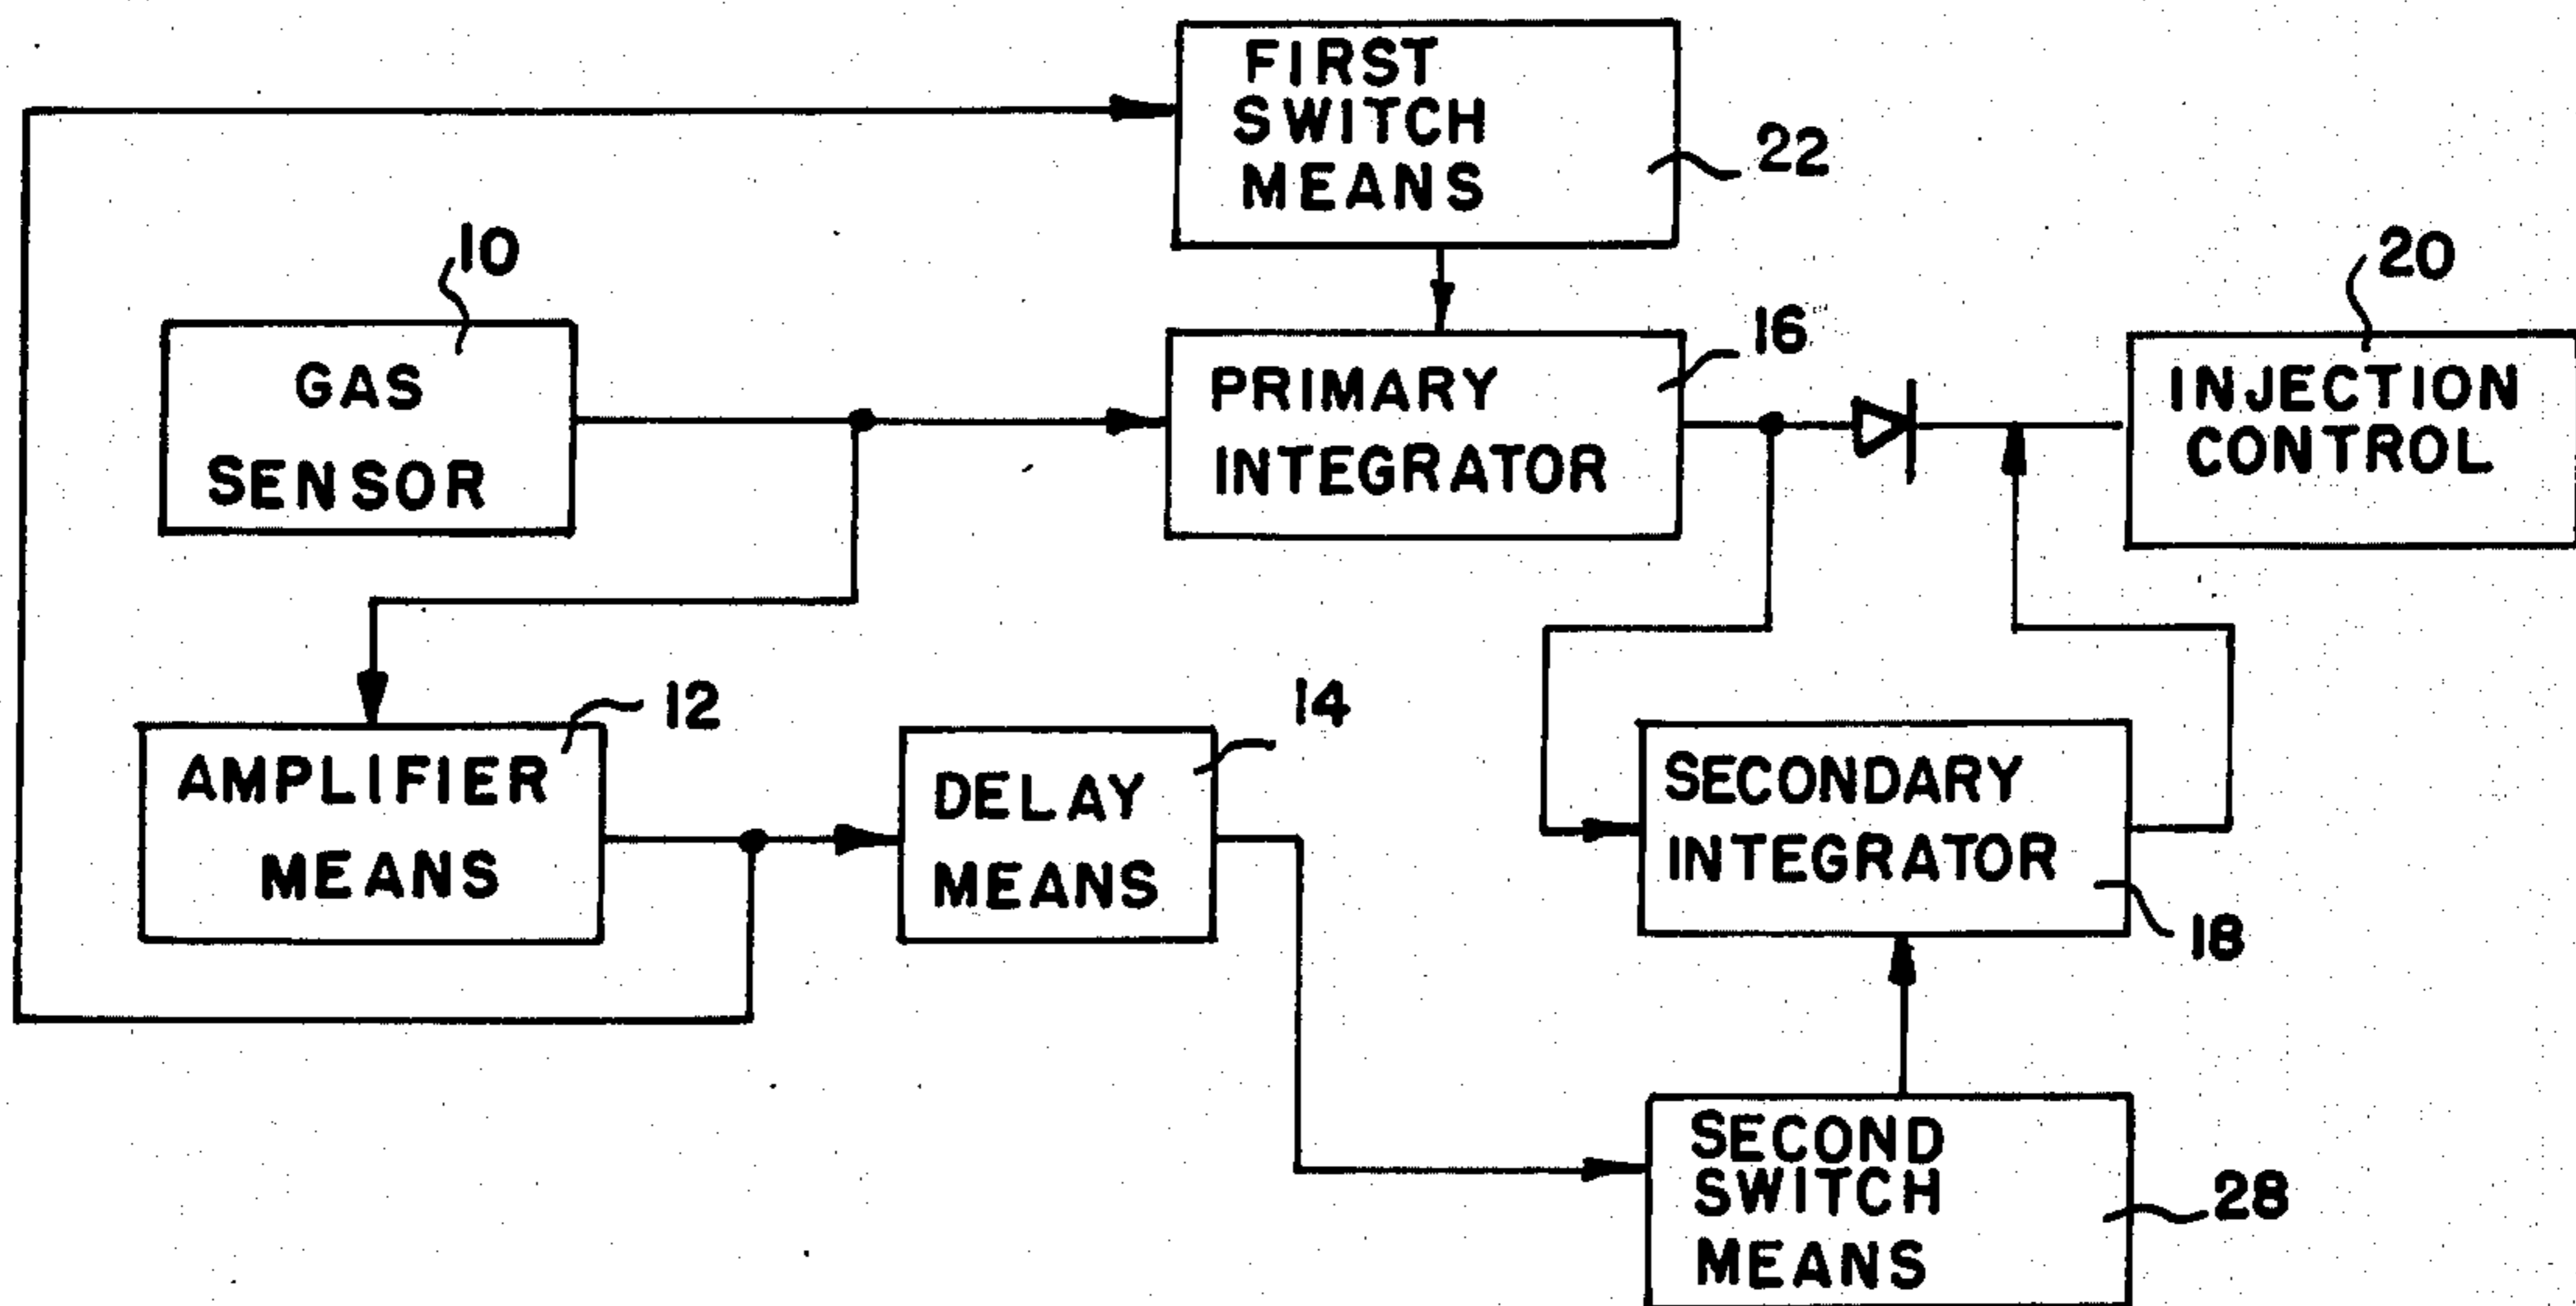 FIRST
SWITCH
MEANS
22
10
GAS
SENSOR
PRIMARY
INTEGRATOR
16
20
INJECTION
CONTROL
12
AMPLIFIER
MEANS
14
DELAY
MEANS
SECONDARY
INTEGRATOR
18
SECOND
SWITCH
MEANS
28